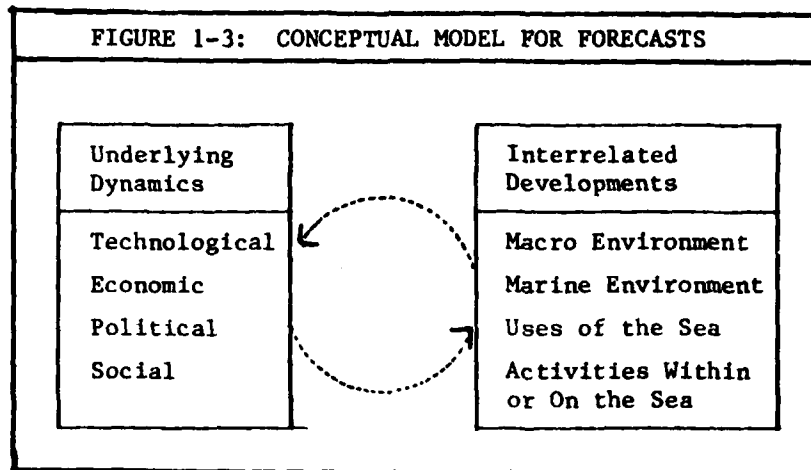 FIGURE 1-3: CONCEPTUAL MODEL FOR FORECASTS
Underlying
Dynamics
Technological
Economic
Political
Social
Interrelated
Developments
Macro Environment
Marine Environment
Uses of the Sea
Activities Within
or On the Sea